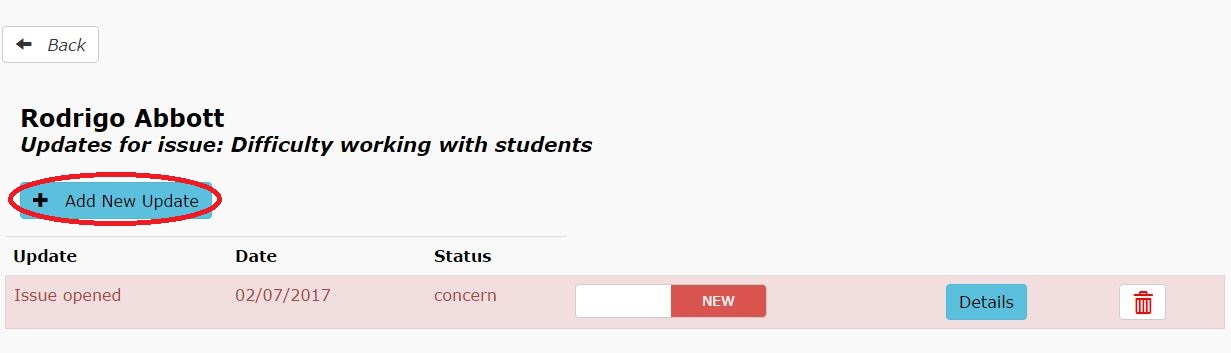 Back
Rodrigo Abbott
Updates for issue: Difficulty working with students
Add New Update
Update Date Status
Issue opened 02/07/2017 concern NEW Details